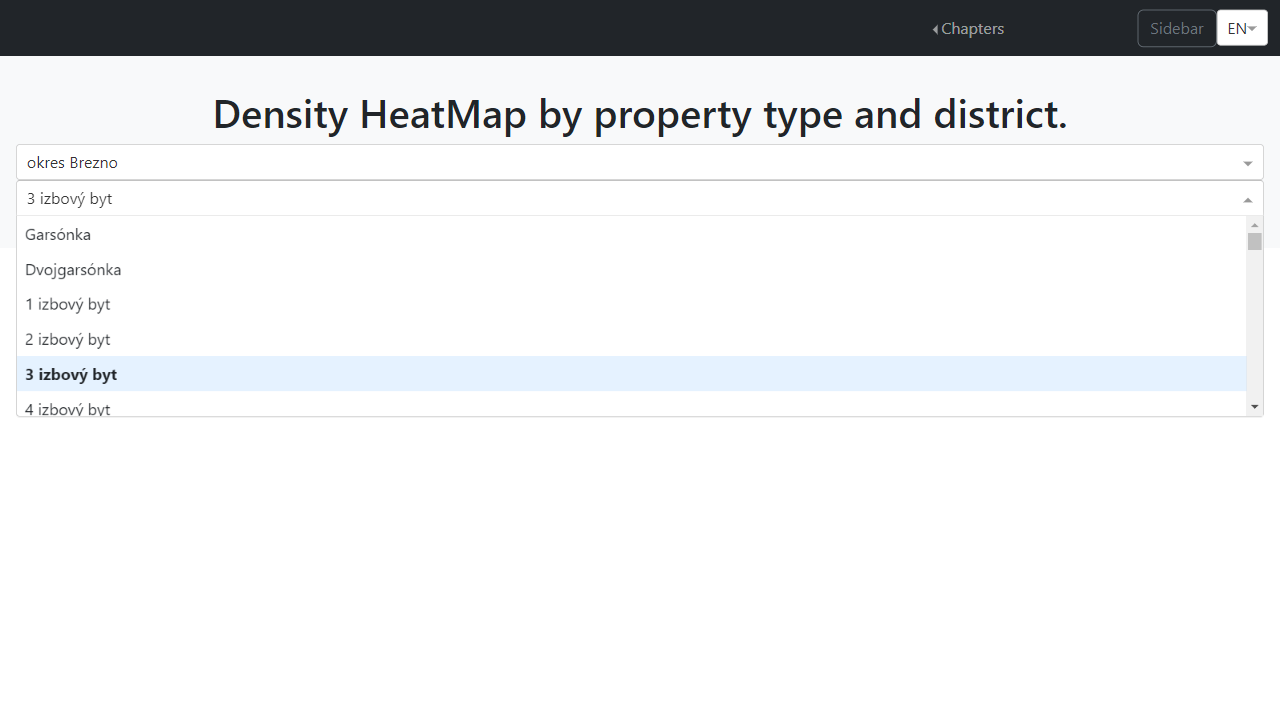 Chapters
Sidebar
EN
Density HeatMap by property type and district.
okres Brezno
3 izbový byt
Garsónka
Dvojgarsónka
1 izbový byt
2 izbový byt
3 izbový byt
4 izbový byt